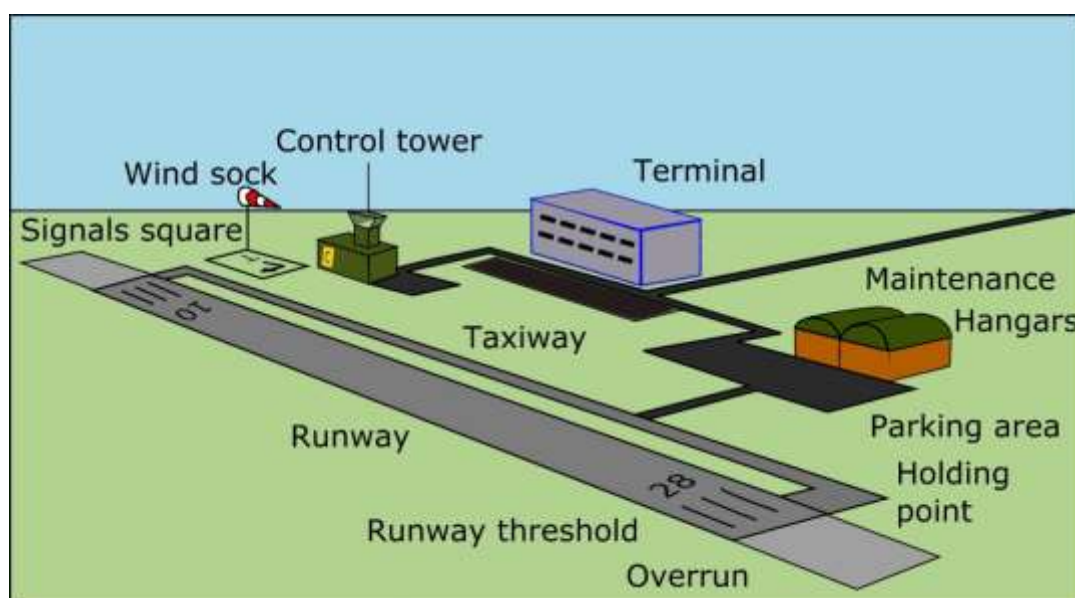 Control tower
Wind sock
Terminal
Signals square
C
Maintenance
Hangars
10
Taxiway
Runway
Parking area
28
Holding
point
Runway threshold
Overrun